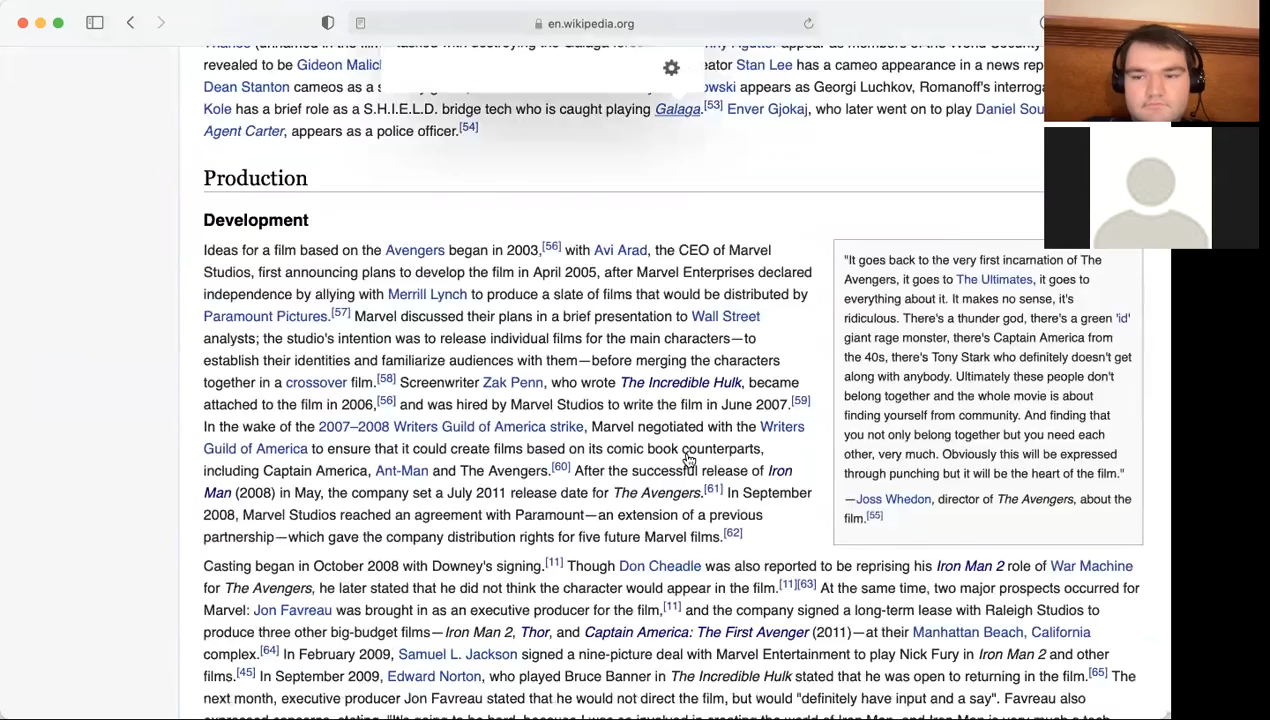 en.wikipedia.org
revealed to be Gideon Malicl
eator Stan Lee has a cameo appearance in a news rep
Dean Stanton cameos as a s
owski appears as Georgi Luchkov, Romanoff's interroga
Kole has a brief role as a S.H.I.E.L.D. bridge tech who is caught playing Galaga.[53] Enver Gjokaj, who later went on to play Daniel Sou
Agent Carter, appears as a police officer.[54]
Production
Development
Ideas for a film based on the Avengers began in 2003,[56] with Avi Arad, the CEO of Marvel
Studios, first announcing plans to develop the film in April 2005, after Marvel Enterprises declared
independence by allying with Merrill Lynch to produce a slate of films that would be distributed by
Paramount Pictures.[57] Marvel discussed their plans in a brief presentation to Wall Street
analysts; the studio's intention was to release individual films for the main characters—to
establish their identities and familiarize audiences with them—before merging the characters
together in a crossover film.[58] Screenwriter Zak Penn, who wrote The Incredible Hulk, became
attached to the film in 2006,[56] and was hired by Marvel Studios to write the film in June 2007.[59]
In the wake of the 2007–2008 Writers Guild of America strike, Marvel negotiated with the Writers
Guild of America to ensure that it could create films based on its comic book counterparts,
including Captain America, Ant-Man and The Avengers.[60] After the successful release of Iron
Man (2008) in May, the company set a July 2011 release date for The Avengers.[61] In September
2008, Marvel Studios reached an agreement with Paramount—an extension of a previous
partnership—which gave the company distribution rights for five future Marvel films.[62]
"It goes back to the very first incarnation of The
Avengers, it goes to The Ultimates, it goes to
everything about it. It makes no sense, it's
ridiculous. There's a thunder god, there's a green 'id'
giant rage monster, there's Captain America from
the 40s, there's Tony Stark who definitely doesn't get
along with anybody. Ultimately these people don't
belong together and the whole movie is about
finding yourself from community. And finding that
you not only belong together but you need each
other, very much. Obviously this will be expressed
through punching but it will be the heart of the film."
—Joss Whedon, director of The Avengers, about the
film.[55]
Casting began in October 2008 with Downey's signing.[11] Though Don Cheadle was also reported to be reprising his Iron Man 2 role of War Machine
for The Avengers, he later stated that he did not think the character would appear in the film.[11][63] At the same time, two major prospects occurred for
Marvel: Jon Favreau was brought in as an executive producer for the film,[11] and the company signed a long-term lease with Raleigh Studios to
produce three other big-budget films—Iron Man 2, Thor, and Captain America: The First Avenger (2011)—at their Manhattan Beach, California
complex.[64] In February 2009, Samuel L. Jackson signed a nine-picture deal with Marvel Entertainment to play Nick Fury in Iron Man 2 and other
films.[45] In September 2009, Edward Norton, who played Bruce Banner in The Incredible Hulk stated that he was open to returning in the film.[65] The
next month, executive producer Jon Favreau stated that he would not direct the film, but would "definitely have input and a say". Favreau also